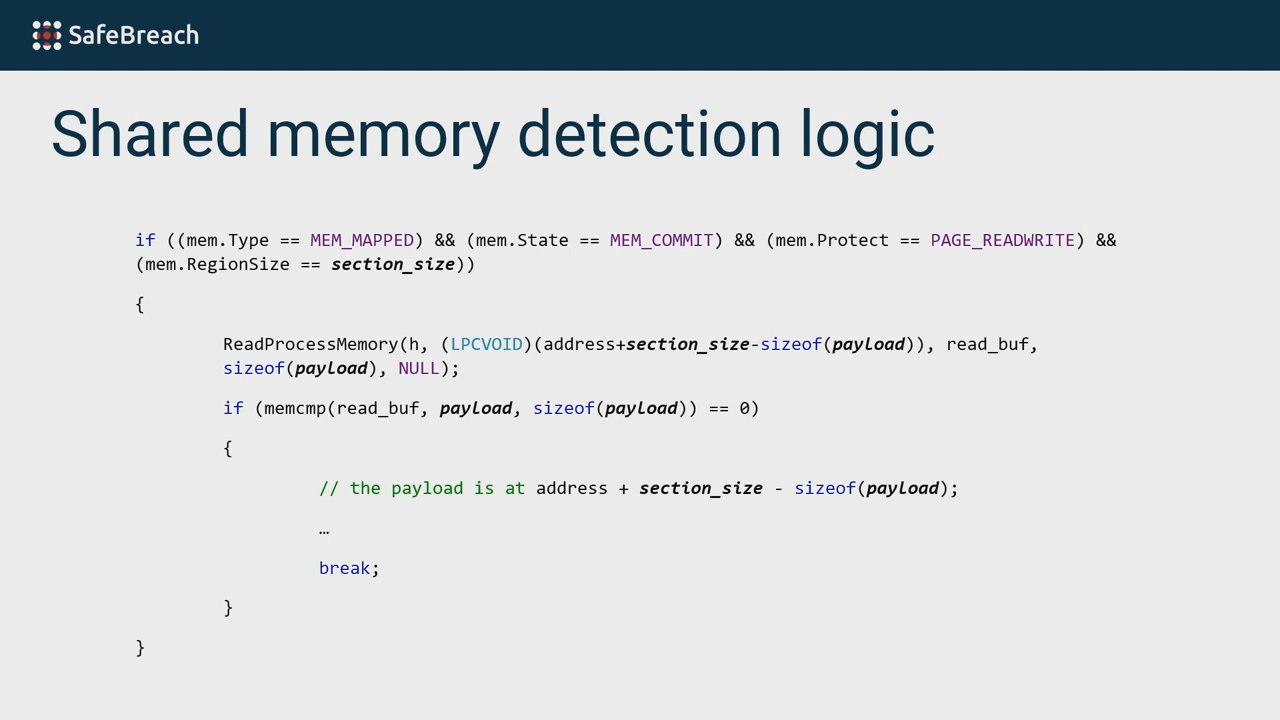 SafeBreach
Shared memory detection logic
if ((mem.Type == MEM_MAPPED) && (mem.State == MEM_COMMIT) && (mem.Protect == PAGE_READWRITE) &&
(mem.RegionSize == section_size))
{
ReadProcessMemory(h, (LPCVOID)(address+section_size-sizeof(payload)), read_buf,
sizeof(payload), NULL);
if (memcmp(read_buf, payload, sizeof(payload)) == 0)
{
// the payload is at address + section_size - sizeof(payload);
…
break;
}
}